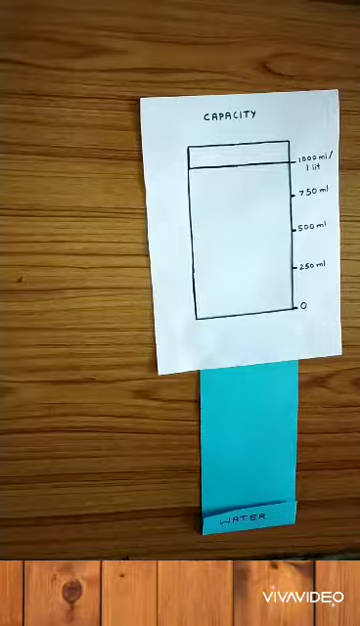 CAPACITY
1000 ml/
1 lit
750 ml
500 ml
250 ml
0
WATER
VIVAVIDEO